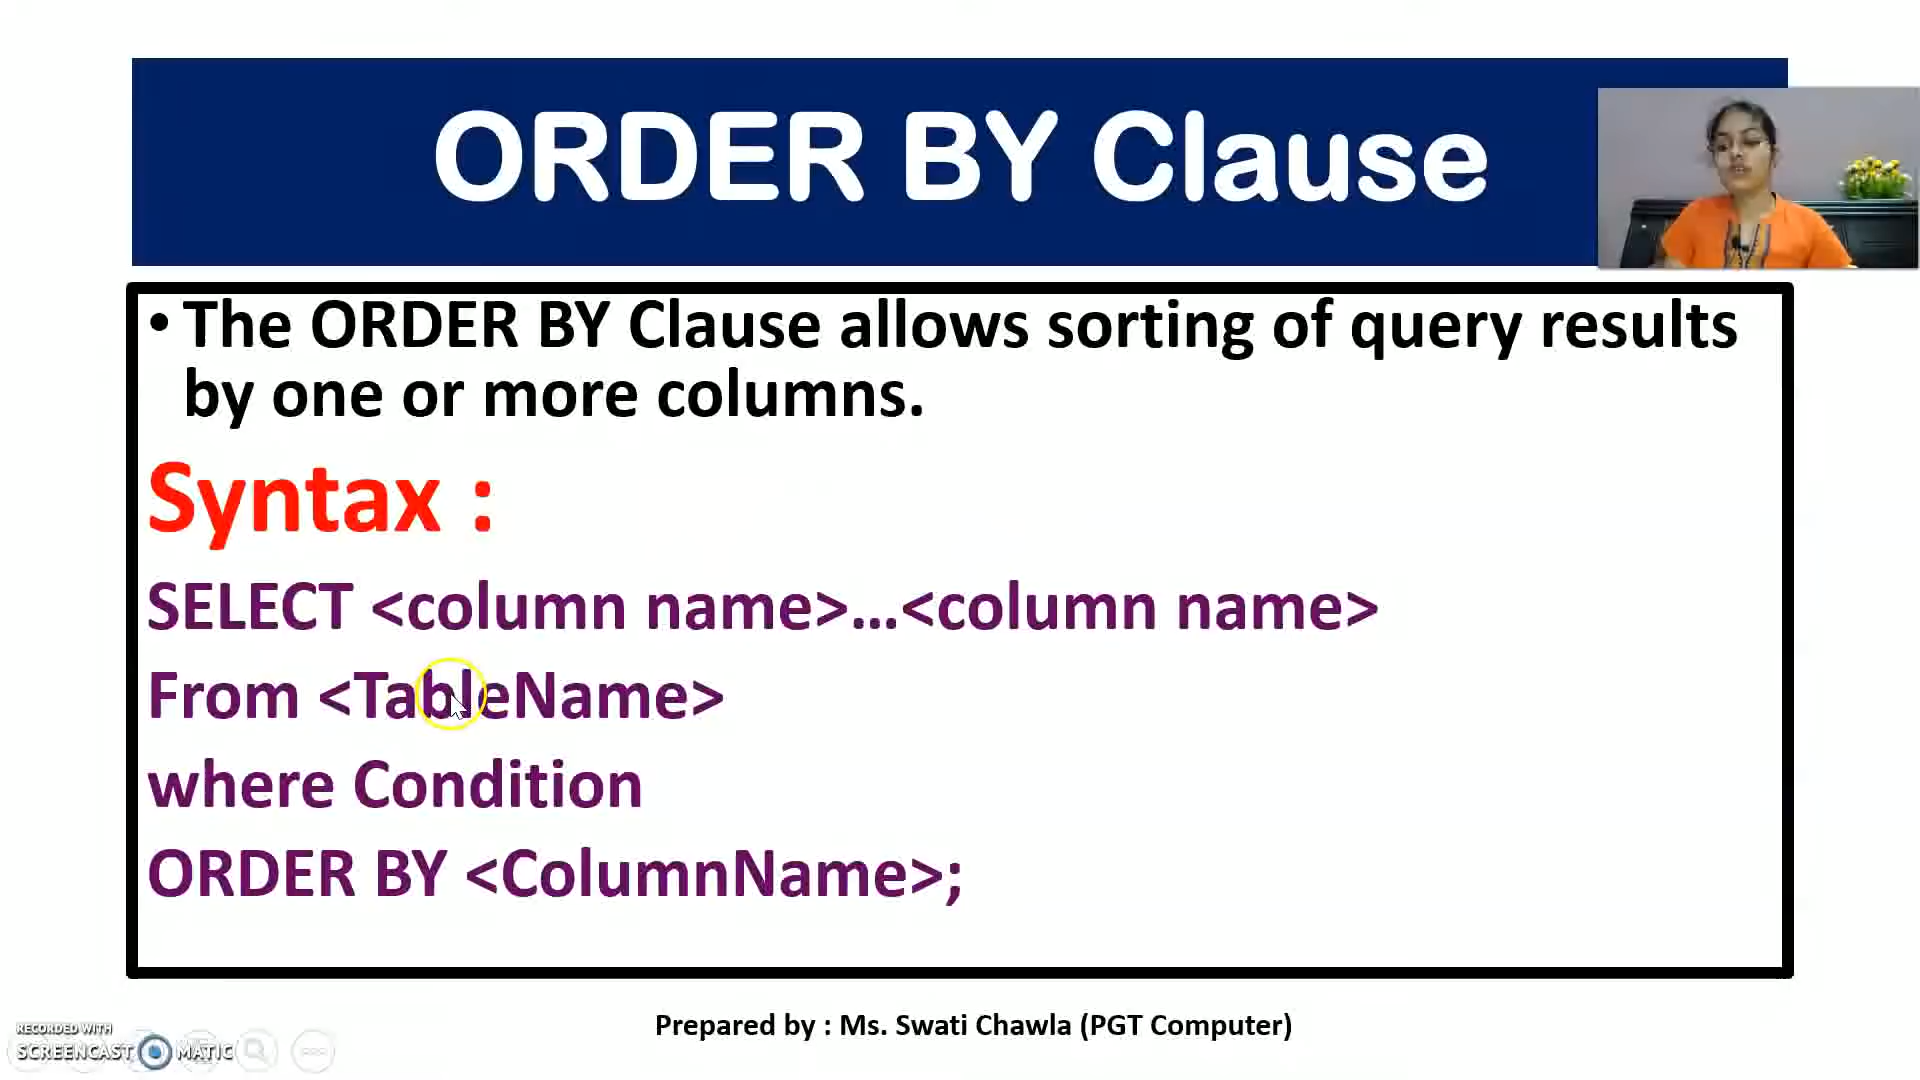 ORDER BY Clause
• The ORDER BY Clause allows sorting of query results
by one or more columns.
Syntax :
SELECT <column name>...<column name>
From <TableName>
where Condition
ORDER BY <ColumnName>;
Prepared by : Ms. Swati Chawla (PGT Computer)
RECORDED WITH
SCREENCAST MATIC